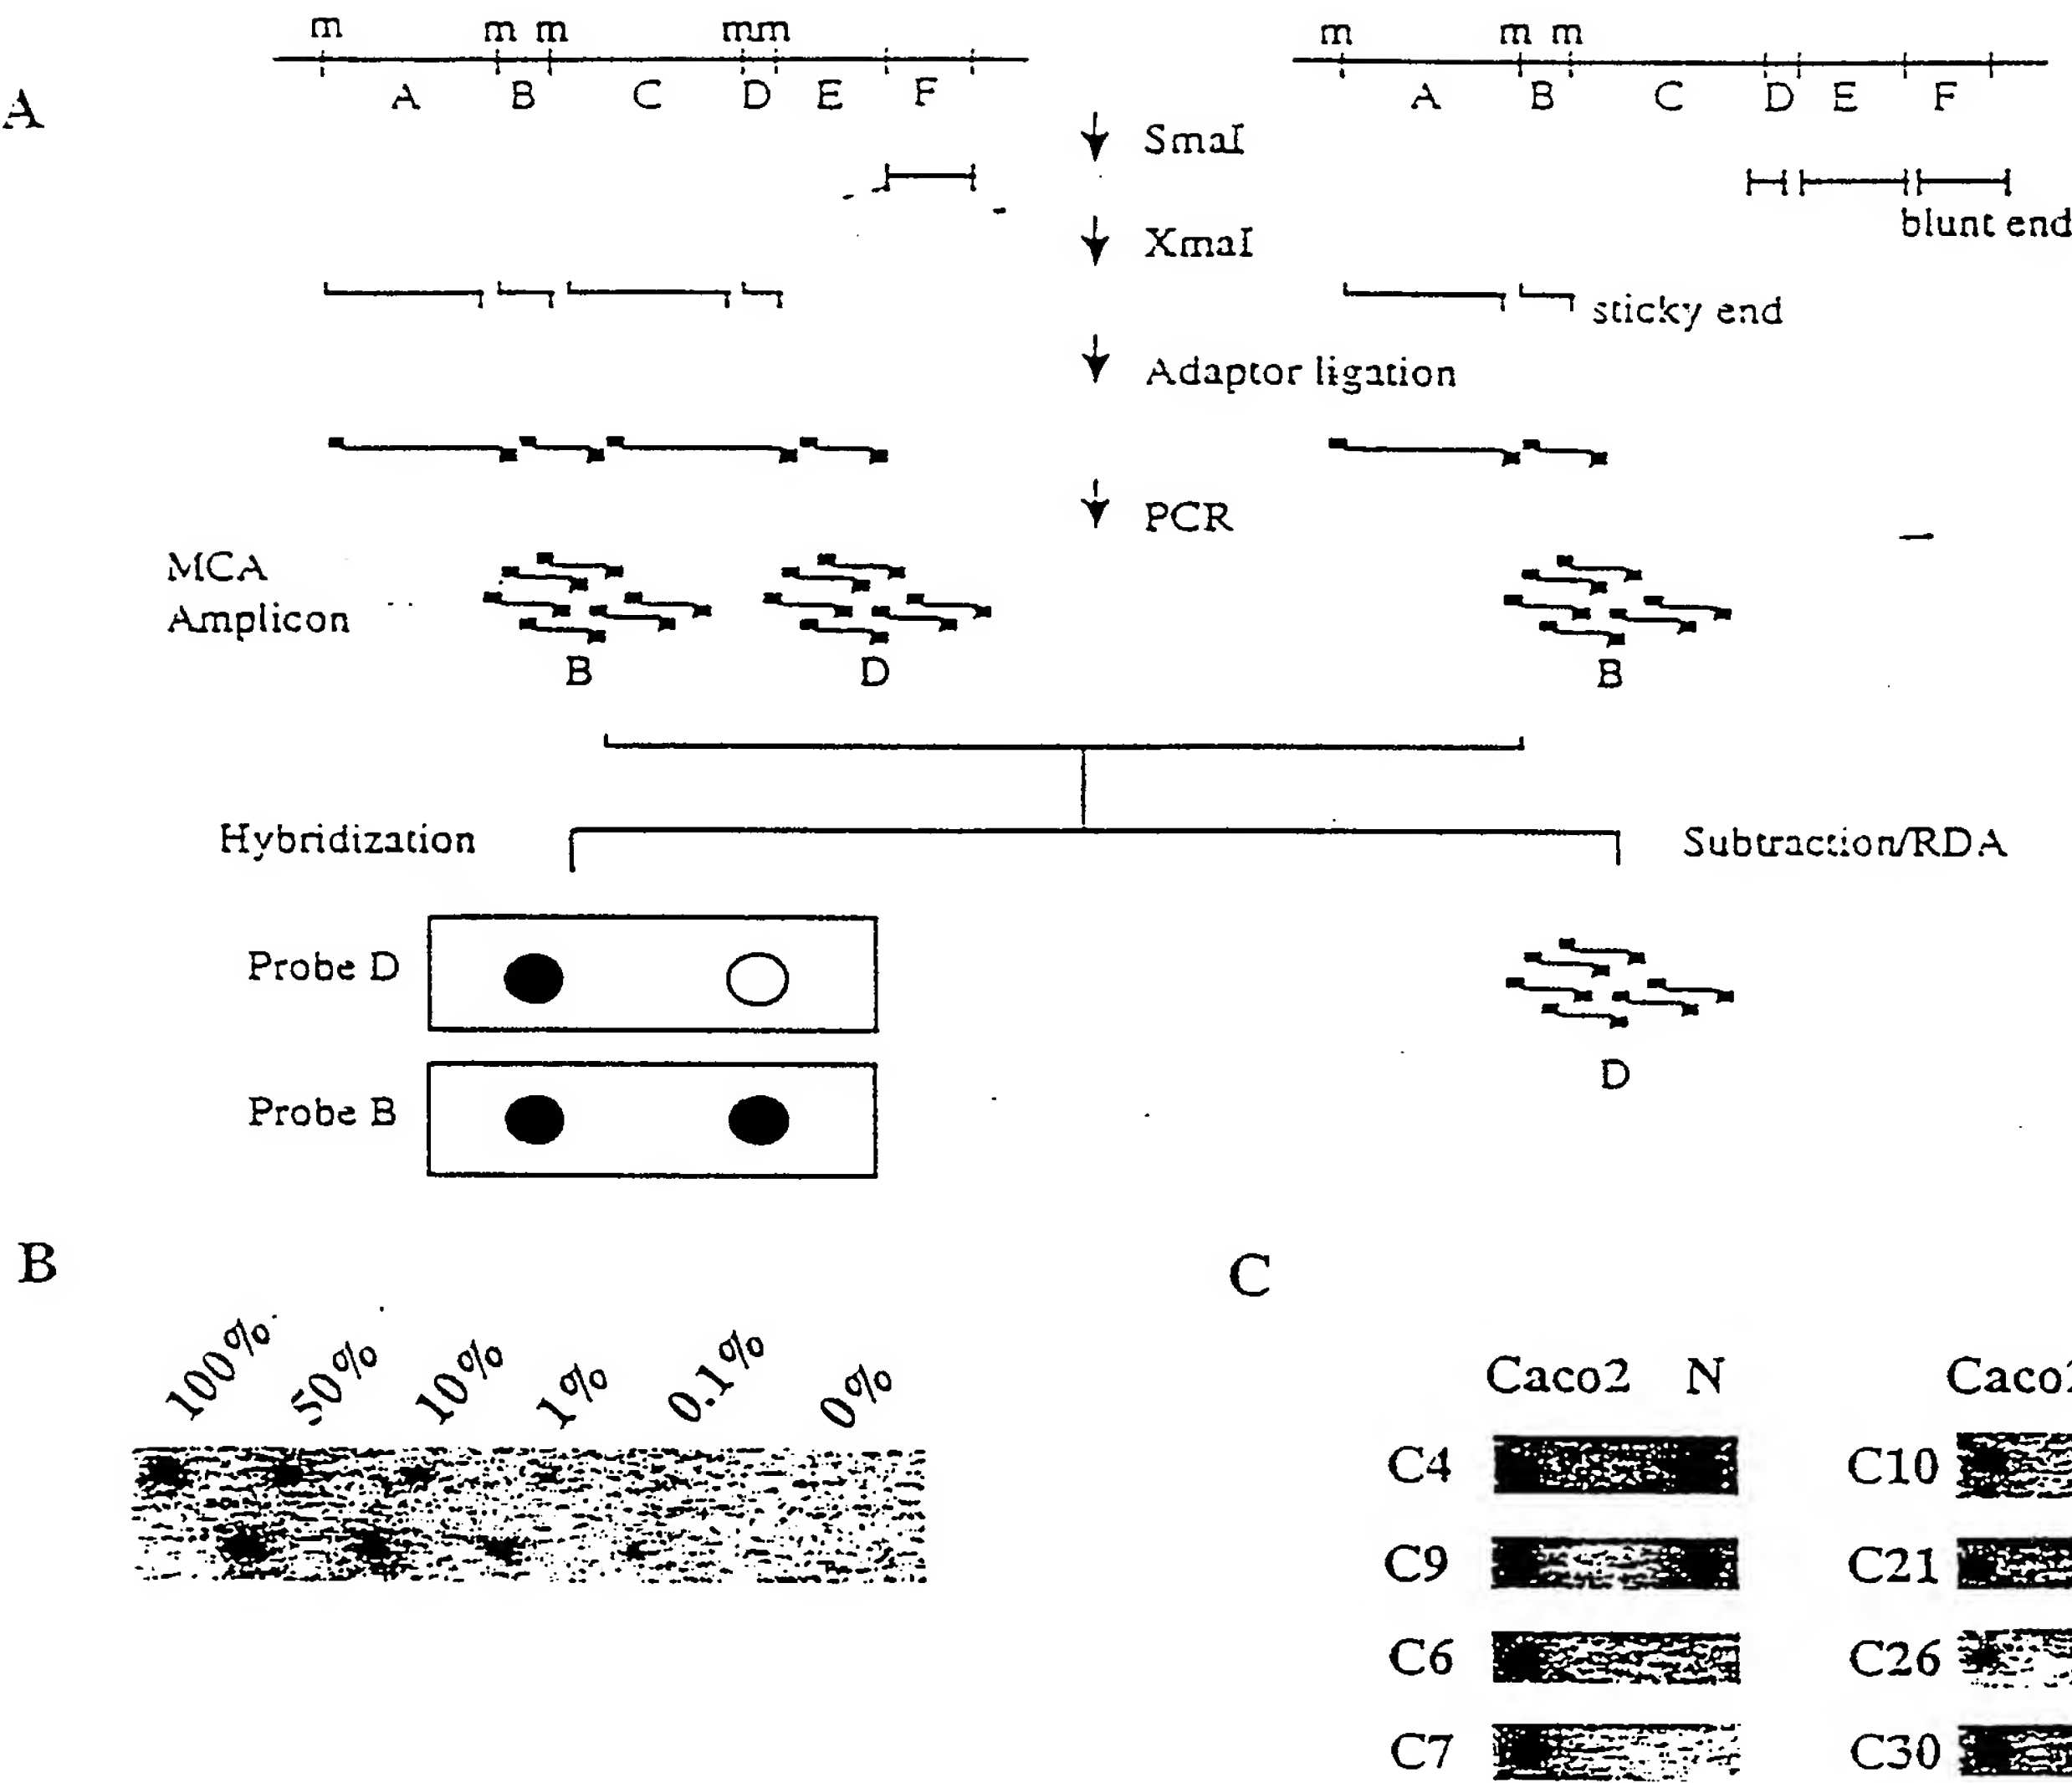 m m m mm m m m
A B C D E F A B C D E F
A
SmaI
blunt end
XmaI
sticky end
Adaptor ligation
PCR
MCA
Amplicon
B D B
Hybridization Subtraction/RDA
Probe D
D
Probe B
B C
100% 50% 10% 1% 0.1% 0%
Caco2 N
C4 C10
C9 C21
C6 C26
C7 C30